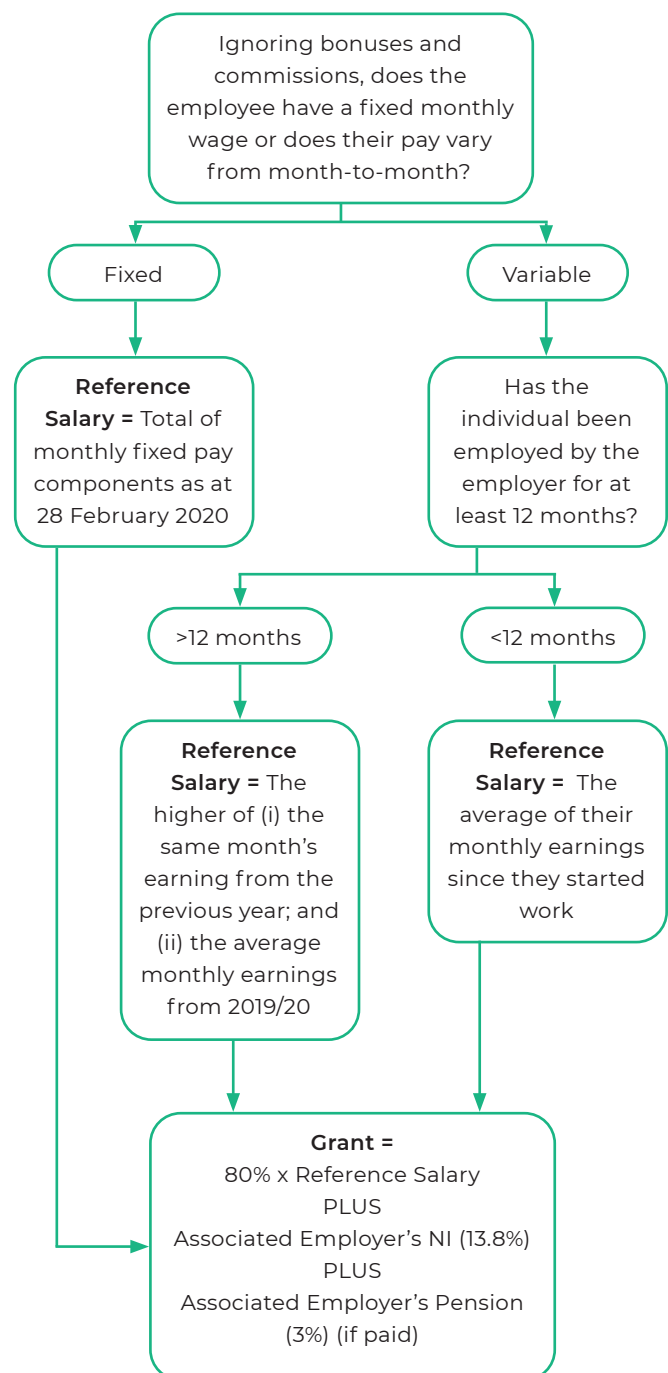 Ignoring bonuses and
commissions, does the
employee have a fixed monthly
wage or does their pay vary
from month-to-month?
Fixed
Variable
Reference
Salary = Total of
monthly fixed pay
components as at
28 February 2020
Has the
individual been
employed by the
employer for at
least 12 months?
>12 months
<12 months
Reference
Salary = The
higher of (i) the
same month's
earning from the
previous year; and
(ii) the average
monthly earnings
from 2019/20
Reference
Salary = The
average of their
monthly earnings
since they started
work
Grant =
80% x Reference Salary
PLUS
Associated Employer's NI (13.8%)
PLUS
Associated Employer's Pension
(3%) (if paid)